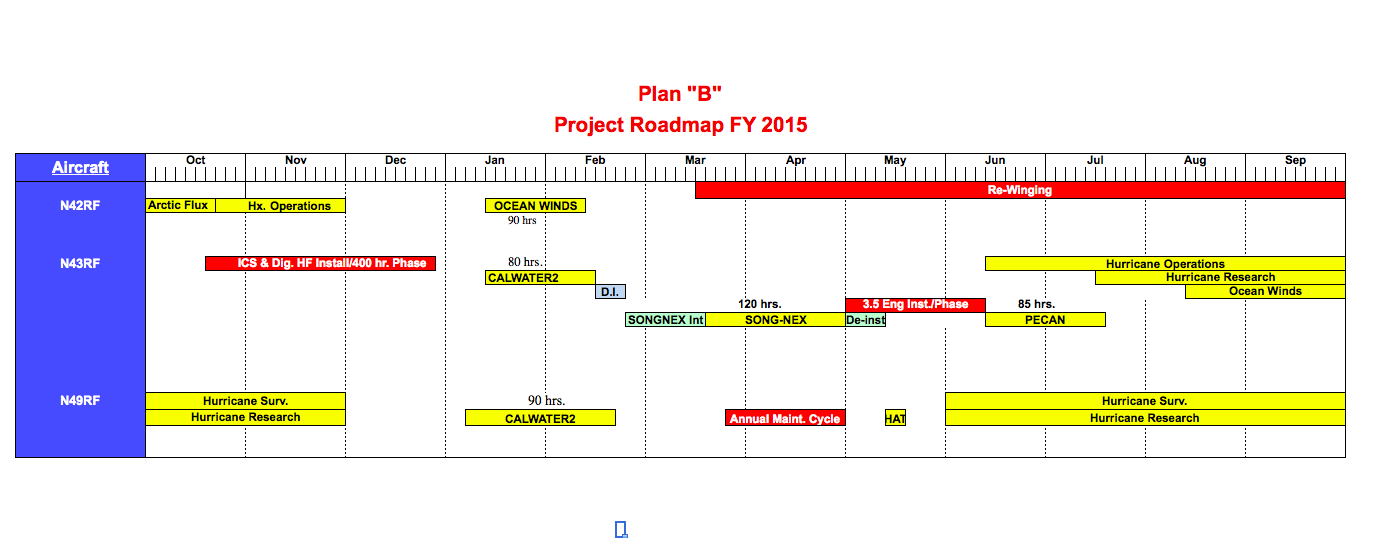 Plan "B"
Project Roadmap FY 2015
Aircraft
Oct Nov Dec Jan Feb Mar Apr May Jun Jul Aug Sep
Re-Winging
N42RF
Arctic Flux Hx. Operations OCEAN WINDS
90 hrs
N43RF
ICS & Dig. HF Install/400 hr. Phase 80 hrs. Hurricane Operations
CALWATER2 Hurricane Research
D.I. Ocean Winds
120 hrs. 3.5 Eng Inst./Phase 85 hrs.
SONGNEX Int SONG-NEX De-inst PECAN
N49RF
Hurricane Surv. 90 hrs. Hurricane Surv.
Hurricane Research CALWATER2 Annual Maint. Cycle HAT Hurricane Research